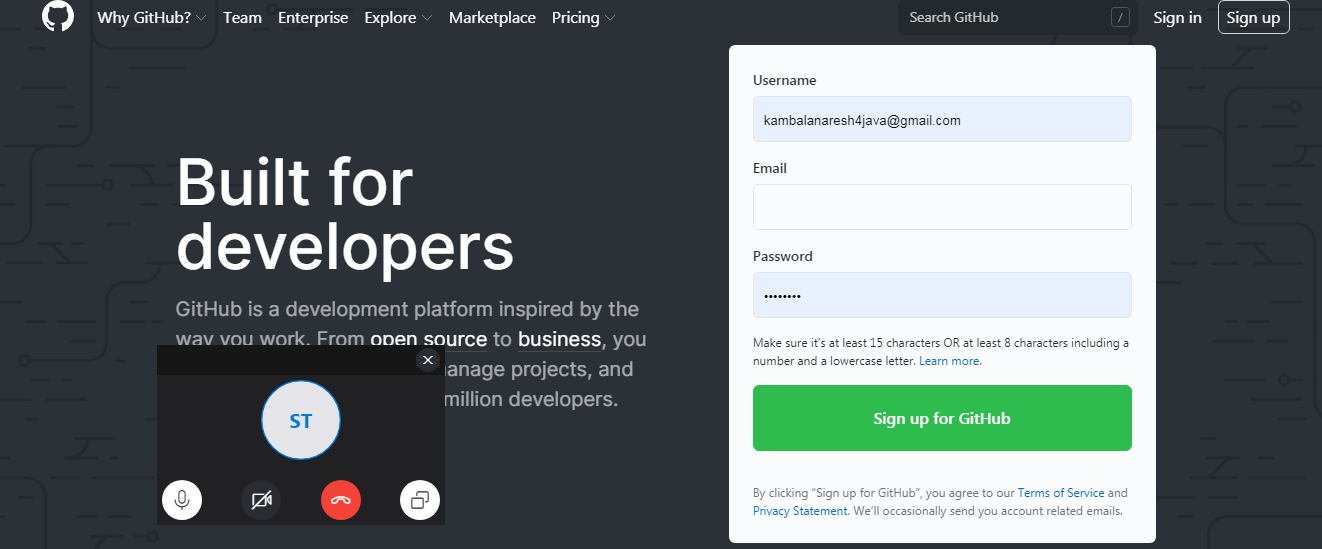 Why GitHub? Team Enterprise Explore Marketplace Pricing Search GitHub / Sign in Sign up
Built for
developers
GitHub is a development platform inspired by the
way you work. From open source to business, you
manage projects, and
million developers.
ST
Username
kambalanaresh4java@gmail.com
Email
Password
••••••••
Make sure it's at least 15 characters OR at least 8 characters including a
number and a lowercase letter. Learn more.
Sign up for GitHub
By clicking “Sign up for GitHub”, you agree to our Terms of Service and
Privacy Statement. We’ll occasionally send you account related emails.